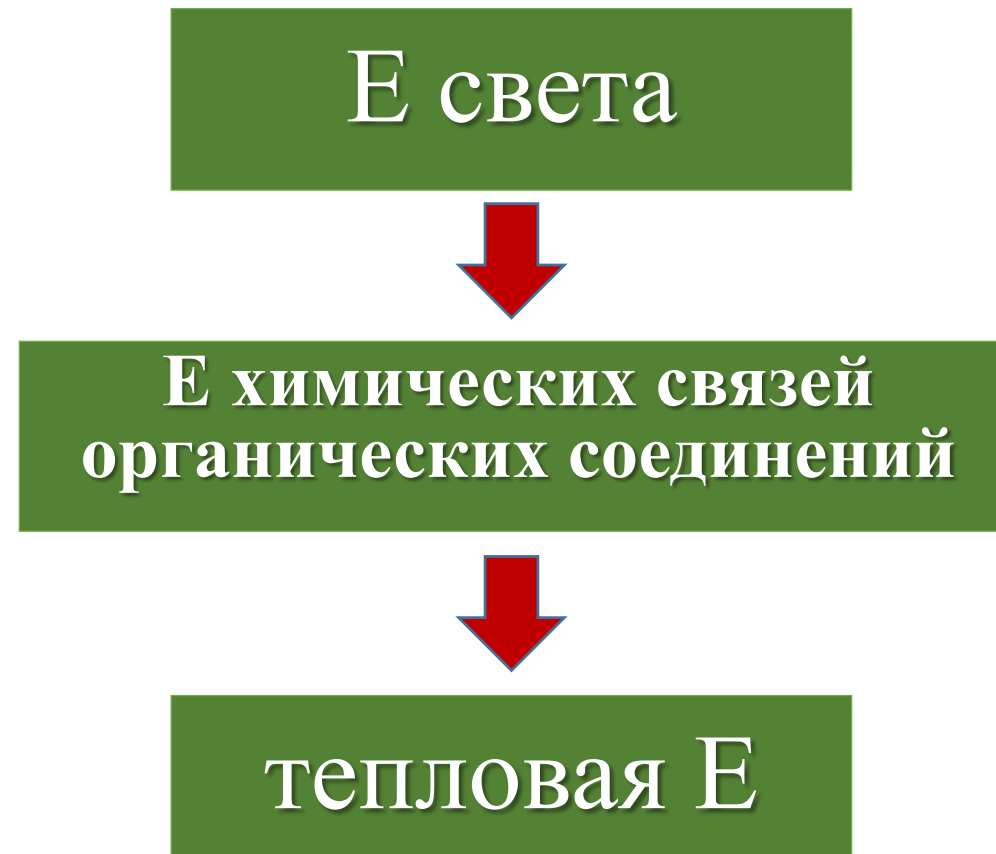 Е света
Е химических связей
органических соединений
тепловая Е